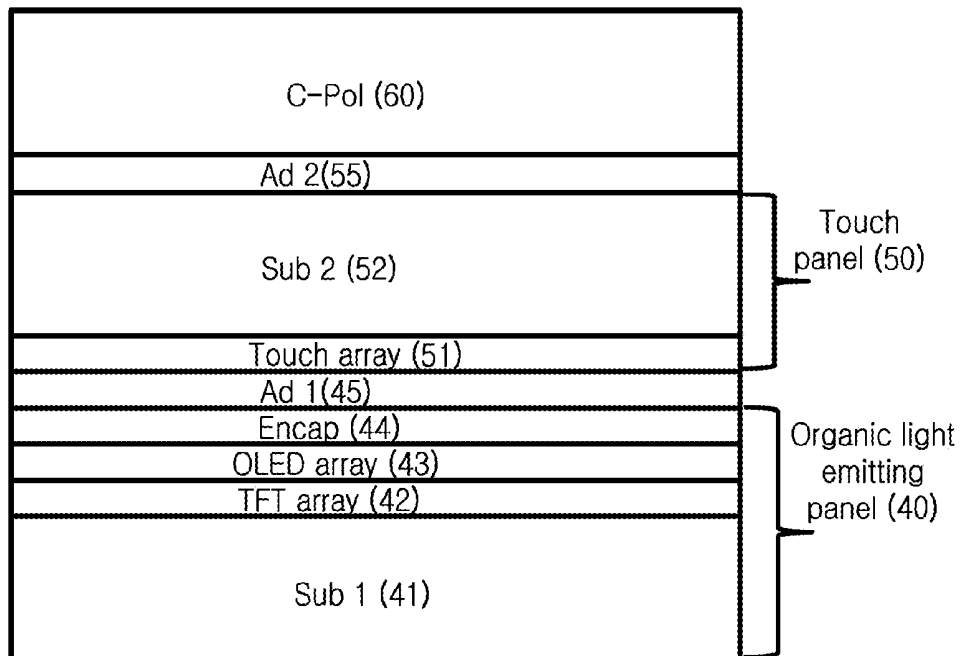 C-Pol (60)
Ad 2(55)
Sub 2 (52)
Touch array (51)
Ad 1(45)
Encap (44)
OLED array (43)
TFT array (42)
Sub 1 (41)
Touch
panel (50)
Organic light
emitting
panel (40)